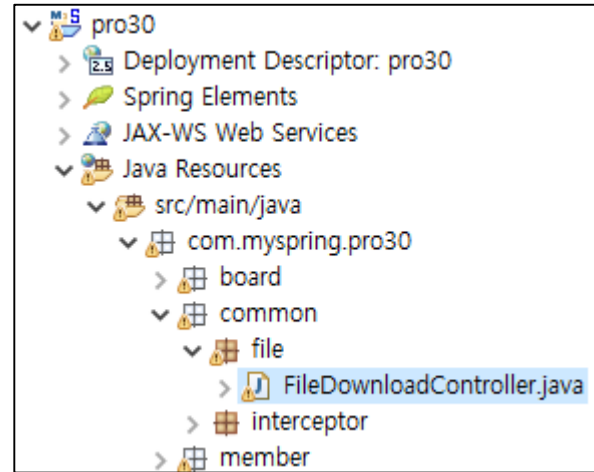 pro30
Deployment Descriptor: pro30
Spring Elements
JAX-WS Web Services
Java Resources
src/main/java
com.myspring.pro30
board
common
file
FileDownloadController.java
interceptor
member